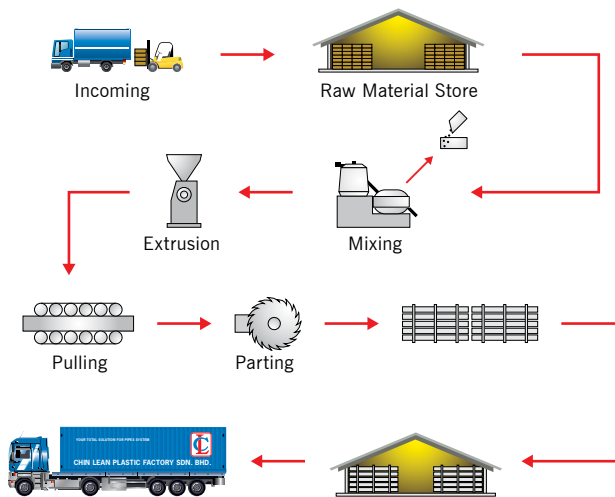 Incoming
Raw Material Store
Extrusion
Mixing
Pulling
Parting
YOUR TOTAL SOLUTION FOR PIPES SYSTEM
CL
CHIN LEAN PLASTIC FACTORY SDN. BHD.